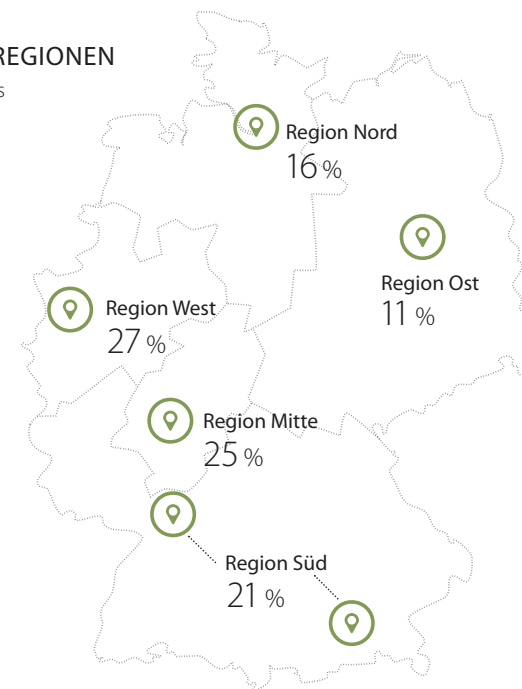 REGIONEN
s
Region Nord
16 %
Region Ost
11 %
Region West
27 %
Region Mitte
25 %
Region Süd
21 %